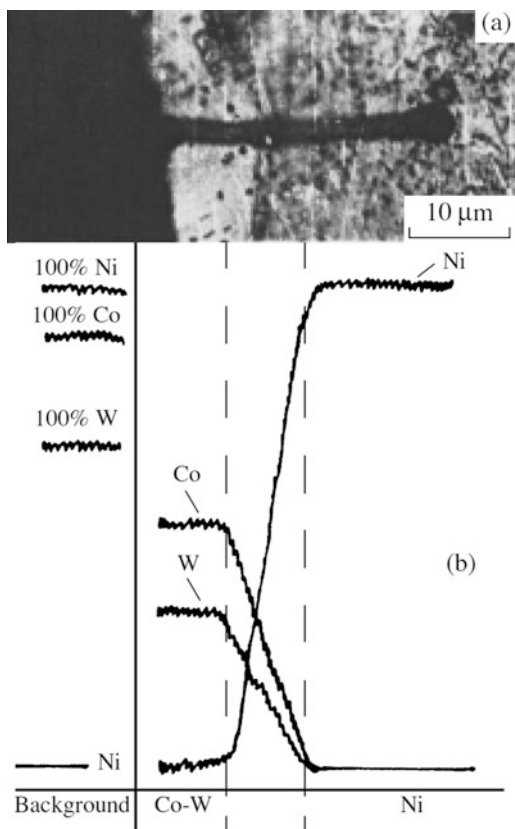 (a)
10 µm
100% Ni
Ni
100% Co
100% W
Co
W
(b)
Ni
Background
Co-W
Ni